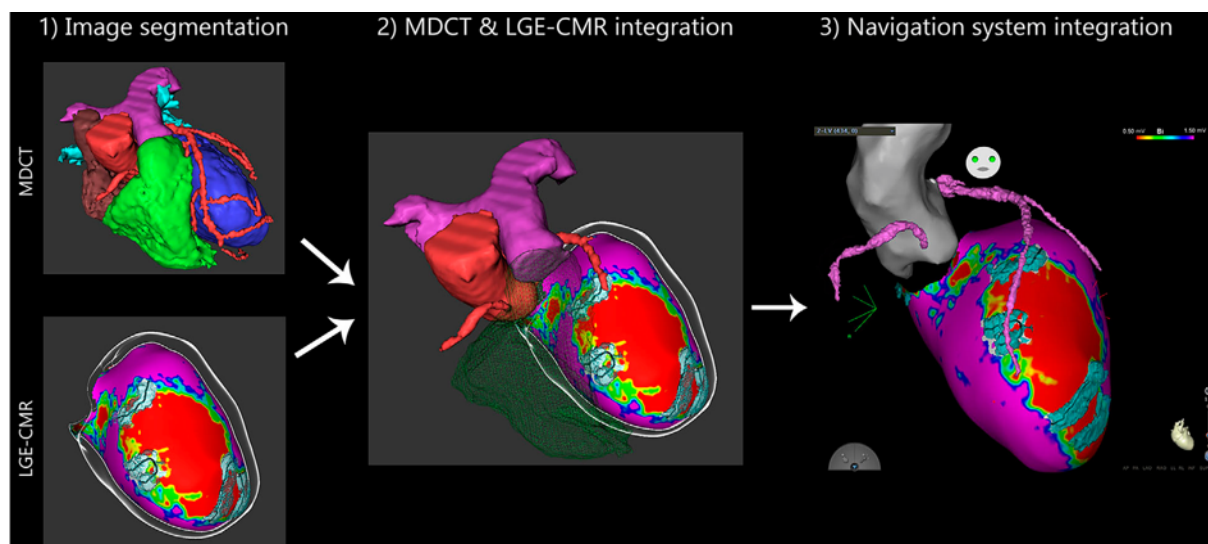 1) Image segmentation
2) MDCT & LGE-CMR integration
3) Navigation system integration
MDCT
LGE-CMR
0.50 mV
Bi
1.50 mV